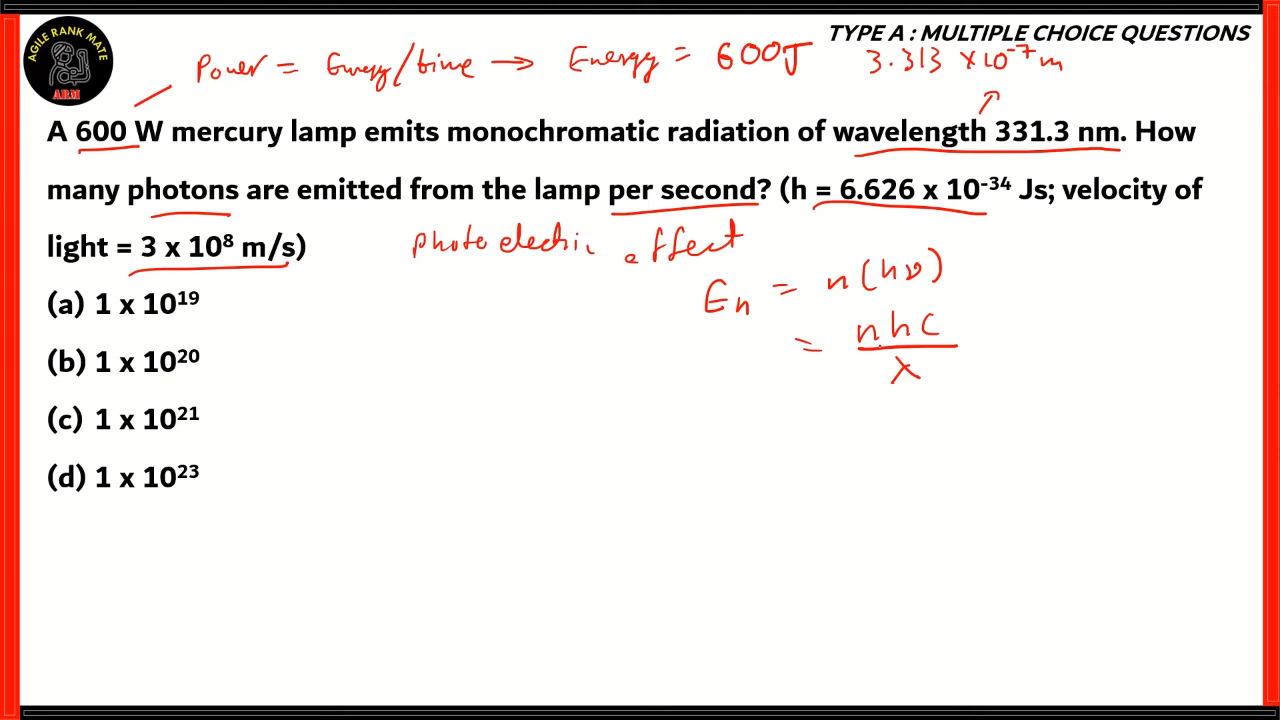 AGILE RANK MATE
ARM
TYPE A : MULTIPLE CHOICE QUESTIONS
Power = Energy/time → Energy = 600J 3.313 x10⁻⁷m
A 600 W mercury lamp emits monochromatic radiation of wavelength 331.3 nm. How
many photons are emitted from the lamp per second? (h = 6.626 x 10⁻³⁴ Js; velocity of
light = 3 x 10⁸ m/s)
photo electric effect
Eₙ = n(hν)
= nhc/λ
(a) 1 x 10¹⁹
(b) 1 x 10²⁰
(c) 1 x 10²¹
(d) 1 x 10²³